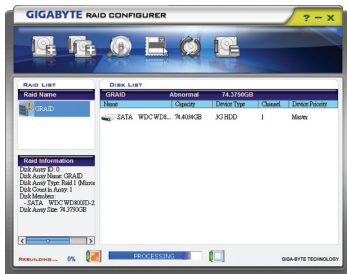 GIGABYTE RAID CONFIGURER
? – X
RAID LIST
Raid Name
GRAID
Raid Information
Disk Array ID: 0
Disk Array Name: GRAID
Disk Array Type: Raid 1 (Mirror
Disk Count in Array: 1
Disk Members:
- SATA WDC WD800JD-2
Disk Array Size: 74.3750GB
DISK LIST
GRAID Abnormal 74.3750GB
Name Capacity Device Type Channel Device Priority
SATA WDC WD8... 74.4034GB 3G HDD 1 Master
REBUILDING ... 0% PROCESSING GIGA-BYTE TECHNOLOGY